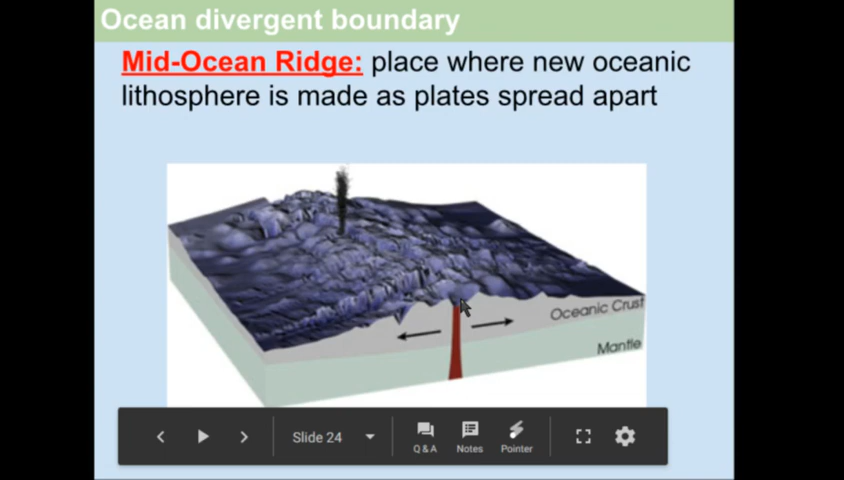 Ocean divergent boundary
Mid-Ocean Ridge: place where new oceanic
lithosphere is made as plates spread apart
Oceanic Crust
Mantle
Slide 24
Q & A
Notes
Pointer